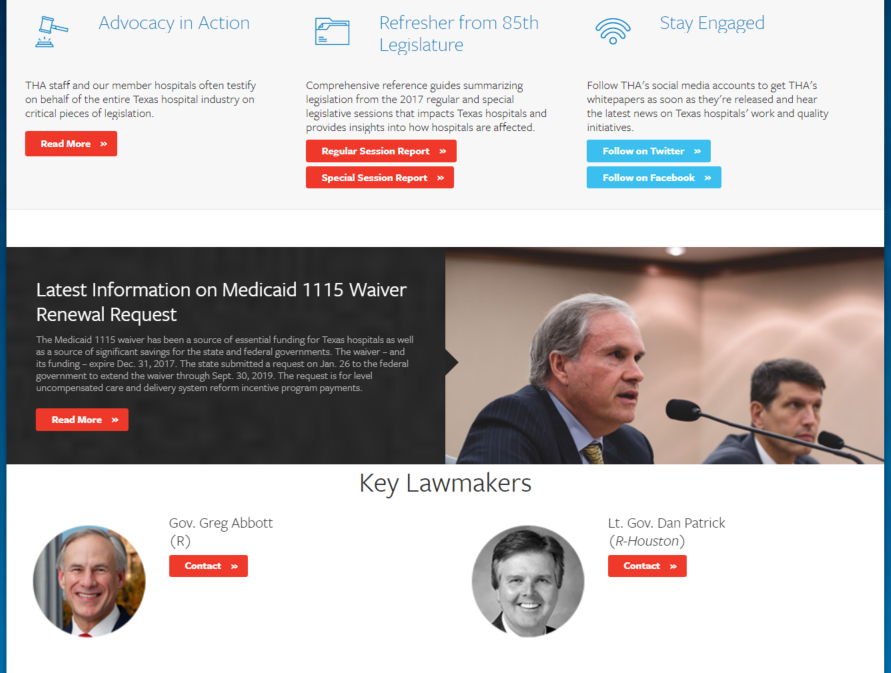 Advocacy in Action
THA staff and our member hospitals often testify
on behalf of the entire Texas hospital industry on
critical pieces of legislation.
Read More »
Refresher from 85th
Legislature
Comprehensive reference guides summarizing
legislation from the 2017 regular and special
legislative sessions that impacts Texas hospitals and
provides insights into how hospitals are affected.
Regular Session Report »
Special Session Report »
Stay Engaged
Follow THA's social media accounts to get THA's
whitepapers as soon as they're released and hear
the latest news on Texas hospitals' work and quality
initiatives.
Follow on Twitter »
Follow on Facebook »
Latest Information on Medicaid 1115 Waiver
Renewal Request
The Medicaid 1115 waiver has been a source of essential funding for Texas hospitals as well
as a source of significant savings for the state and federal governments. The waiver – and
its funding – expire Dec. 31, 2017. The state submitted a request on Jan. 26 to the federal
government to extend the waiver through Sept. 30, 2019. The request is for level
uncompensated care and delivery system reform incentive program payments.
Read More »
Key Lawmakers
Gov. Greg Abbott
(R)
Contact »
Lt. Gov. Dan Patrick
(R-Houston)
Contact »